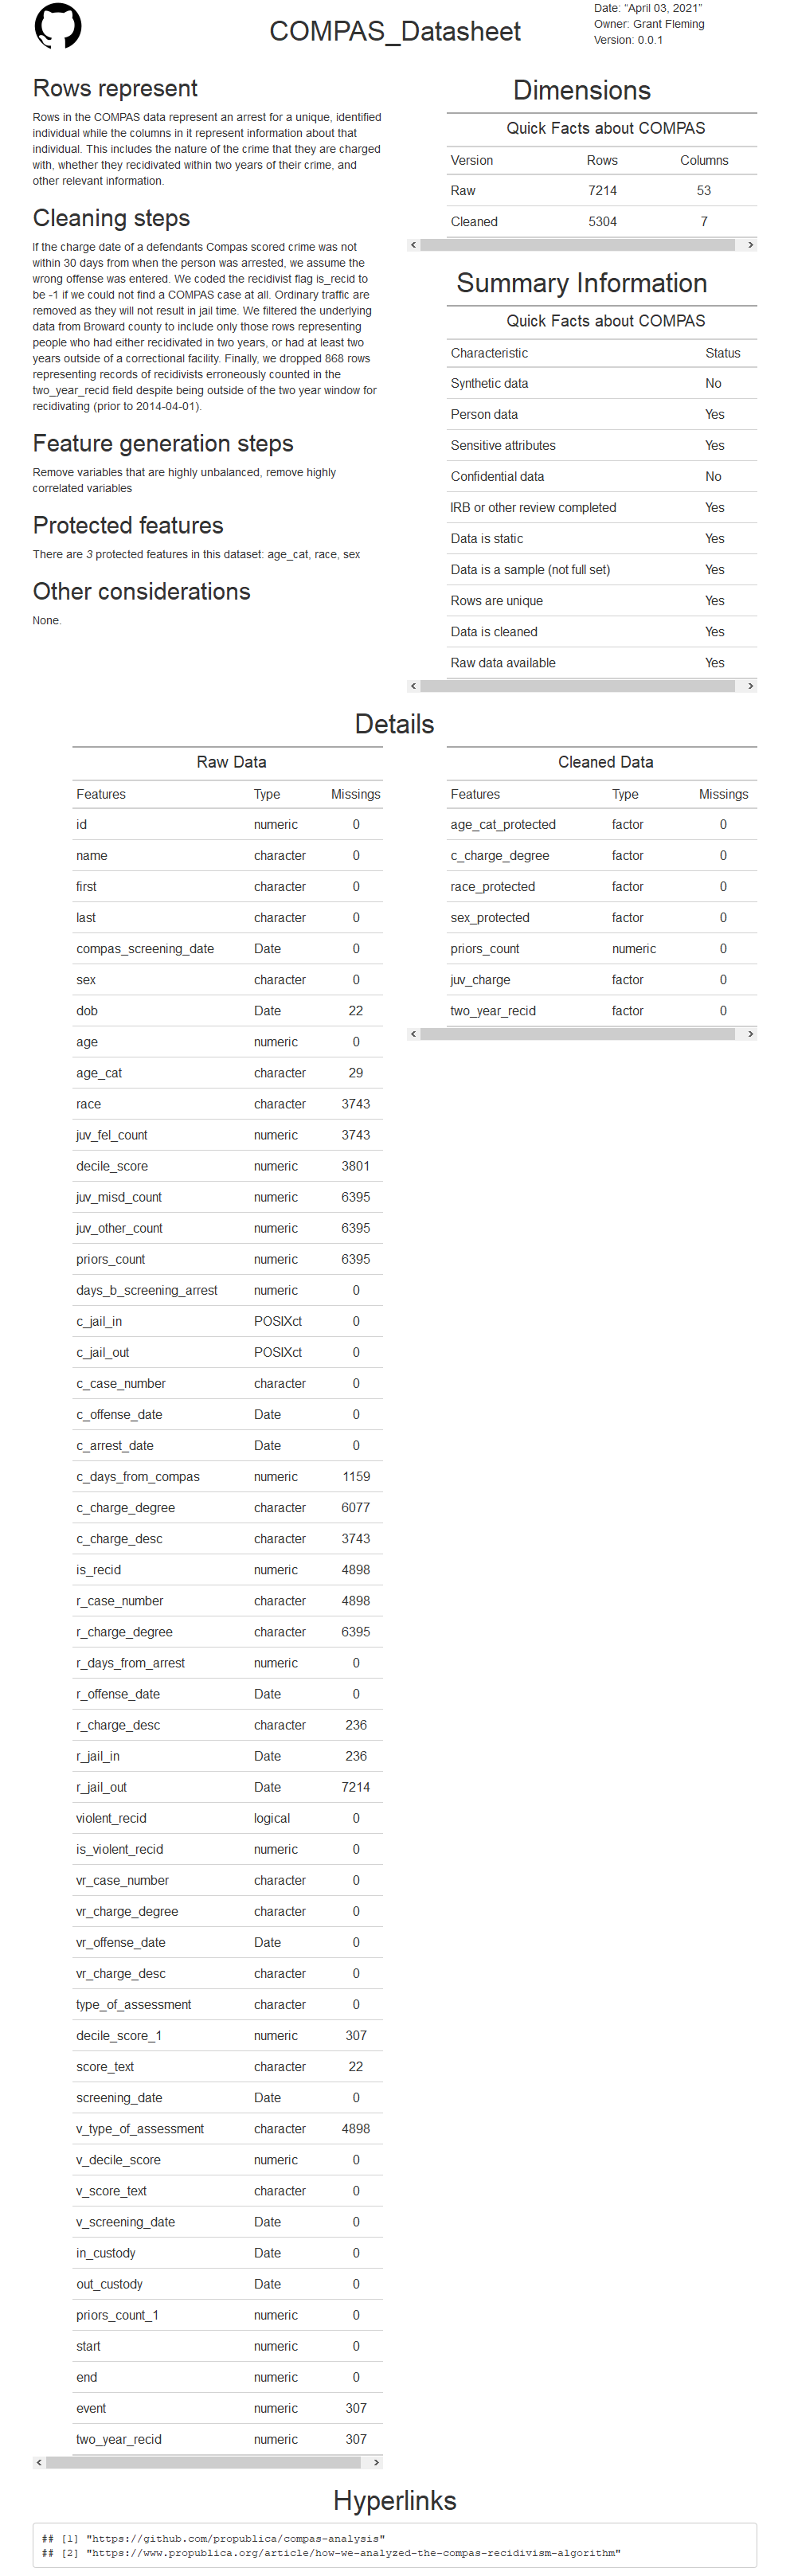 COMPAS_Datasheet
Date: “April 03, 2021”
Owner: Grant Fleming
Version: 0.0.1
Rows represent
Rows in the COMPAS data represent an arrest for a unique, identified
individual while the columns in it represent information about that
individual. This includes the nature of the crime that they are charged
with, whether they recidivated within two years of their crime, and
other relevant information.
Cleaning steps
If the charge date of a defendants Compas scored crime was not
within 30 days from when the person was arrested, we assume the
wrong offense was entered. We coded the recidivist flag is_recid to
be -1 if we could not find a COMPAS case at all. Ordinary traffic are
removed as they will not result in jail time. We filtered the underlying
data from Broward county to include only those rows representing
people who had either recidivated in two years, or had at least two
years outside of a correctional facility. Finally, we dropped 868 rows
representing records of recidivists erroneously counted in the
two_year_recid field despite being outside of the two year window for
recidivating (prior to 2014-04-01).
Feature generation steps
Remove variables that are highly unbalanced, remove highly
correlated variables
Protected features
There are 3 protected features in this dataset: age_cat, race, sex
Other considerations
None.
Dimensions
Quick Facts about COMPAS
Version Rows Columns
Raw 7214 53
Cleaned 5304 7
Summary Information
Quick Facts about COMPAS
Characteristic Status
Synthetic data No
Person data Yes
Sensitive attributes Yes
Confidential data No
IRB or other review completed Yes
Data is static Yes
Data is a sample (not full set) Yes
Rows are unique Yes
Data is cleaned Yes
Raw data available Yes
Details
Raw Data
Features Type Missings
id numeric 0
name character 0
first character 0
last character 0
compas_screening_date Date 0
sex character 0
dob Date 22
age numeric 0
age_cat character 29
race character 3743
juv_fel_count numeric 3743
decile_score numeric 3801
juv_misd_count numeric 6395
juv_other_count numeric 6395
priors_count numeric 6395
days_b_screening_arrest numeric 0
c_jail_in POSIXct 0
c_jail_out POSIXct 0
c_case_number character 0
c_offense_date Date 0
c_arrest_date Date 0
c_days_from_compas numeric 1159
c_charge_degree character 6077
c_charge_desc character 3743
is_recid numeric 4898
r_case_number character 4898
r_charge_degree character 6395
r_days_from_arrest numeric 0
r_offense_date Date 0
r_charge_desc character 236
r_jail_in Date 236
r_jail_out Date 7214
violent_recid logical 0
is_violent_recid numeric 0
vr_case_number character 0
vr_charge_degree character 0
vr_offense_date Date 0
vr_charge_desc character 0
type_of_assessment character 0
decile_score_1 numeric 307
score_text character 22
screening_date Date 0
v_type_of_assessment character 4898
v_decile_score numeric 0
v_score_text character 0
v_screening_date Date 0
in_custody Date 0
out_custody Date 0
priors_count_1 numeric 0
start numeric 0
end numeric 0
event numeric 307
two_year_recid numeric 307
Cleaned Data
Features Type Missings
age_cat_protected factor 0
c_charge_degree factor 0
race_protected factor 0
sex_protected factor 0
priors_count numeric 0
juv_charge factor 0
two_year_recid factor 0
Hyperlinks
## [1] "https://github.com/propublica/compas-analysis"
## [2] "https://www.propublica.org/article/how-we-analyzed-the-compas-recidivism-algorithm"